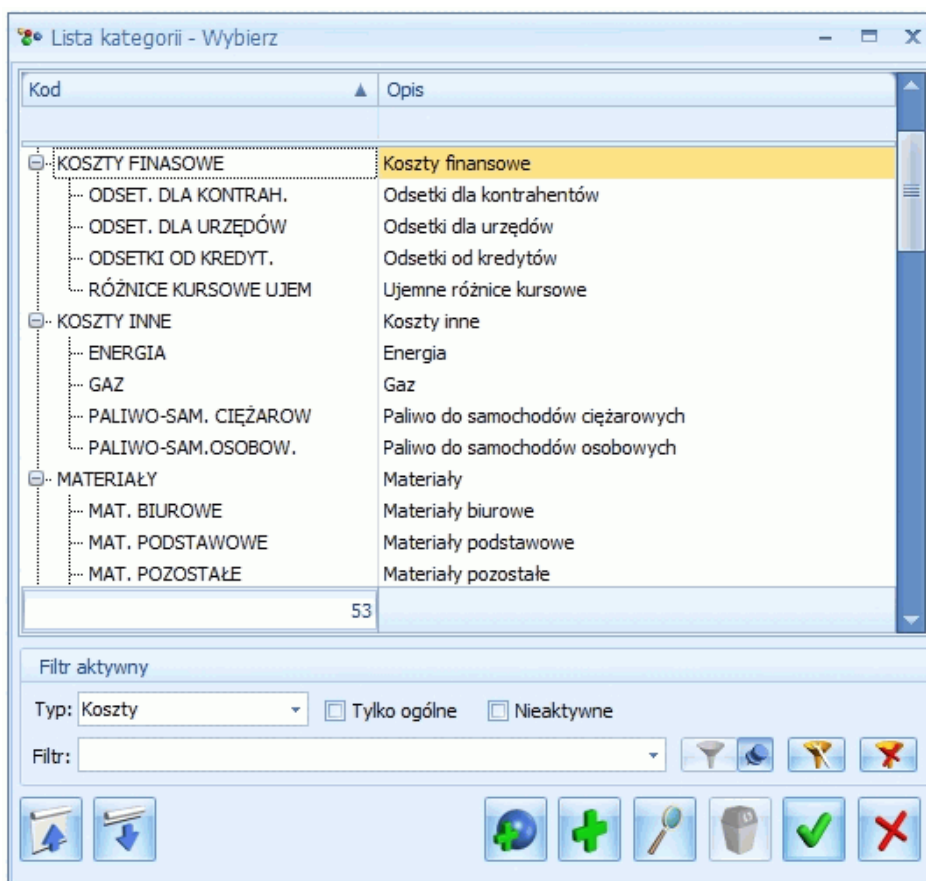 Lista kategorii - Wybierz
Kod Opis
KOSZTY FINASOWE Koszty finansowe
ODSET. DLA KONTRAH. Odsetki dla kontrahentów
ODSET. DLA URZĘDÓW Odsetki dla urzędów
ODSETKI OD KREDYT. Odsetki od kredytów
RÓŻNICE KURSOWE UJEM Ujemne różnice kursowe
KOSZTY INNE Koszty inne
ENERGIA Energia
GAZ Gaz
PALIWO-SAM. CIĘŻAROW Paliwo do samochodów ciężarowych
PALIWO-SAM.OSOBOW. Paliwo do samochodów osobowych
MATERIAŁY Materiały
MAT. BIUROWE Materiały biurowe
MAT. PODSTAWOWE Materiały podstawowe
MAT. POZOSTAŁE Materiały pozostałe
53
Filtr aktywny
Typ: Koszty Tylko ogólne Nieaktywne
Filtr: